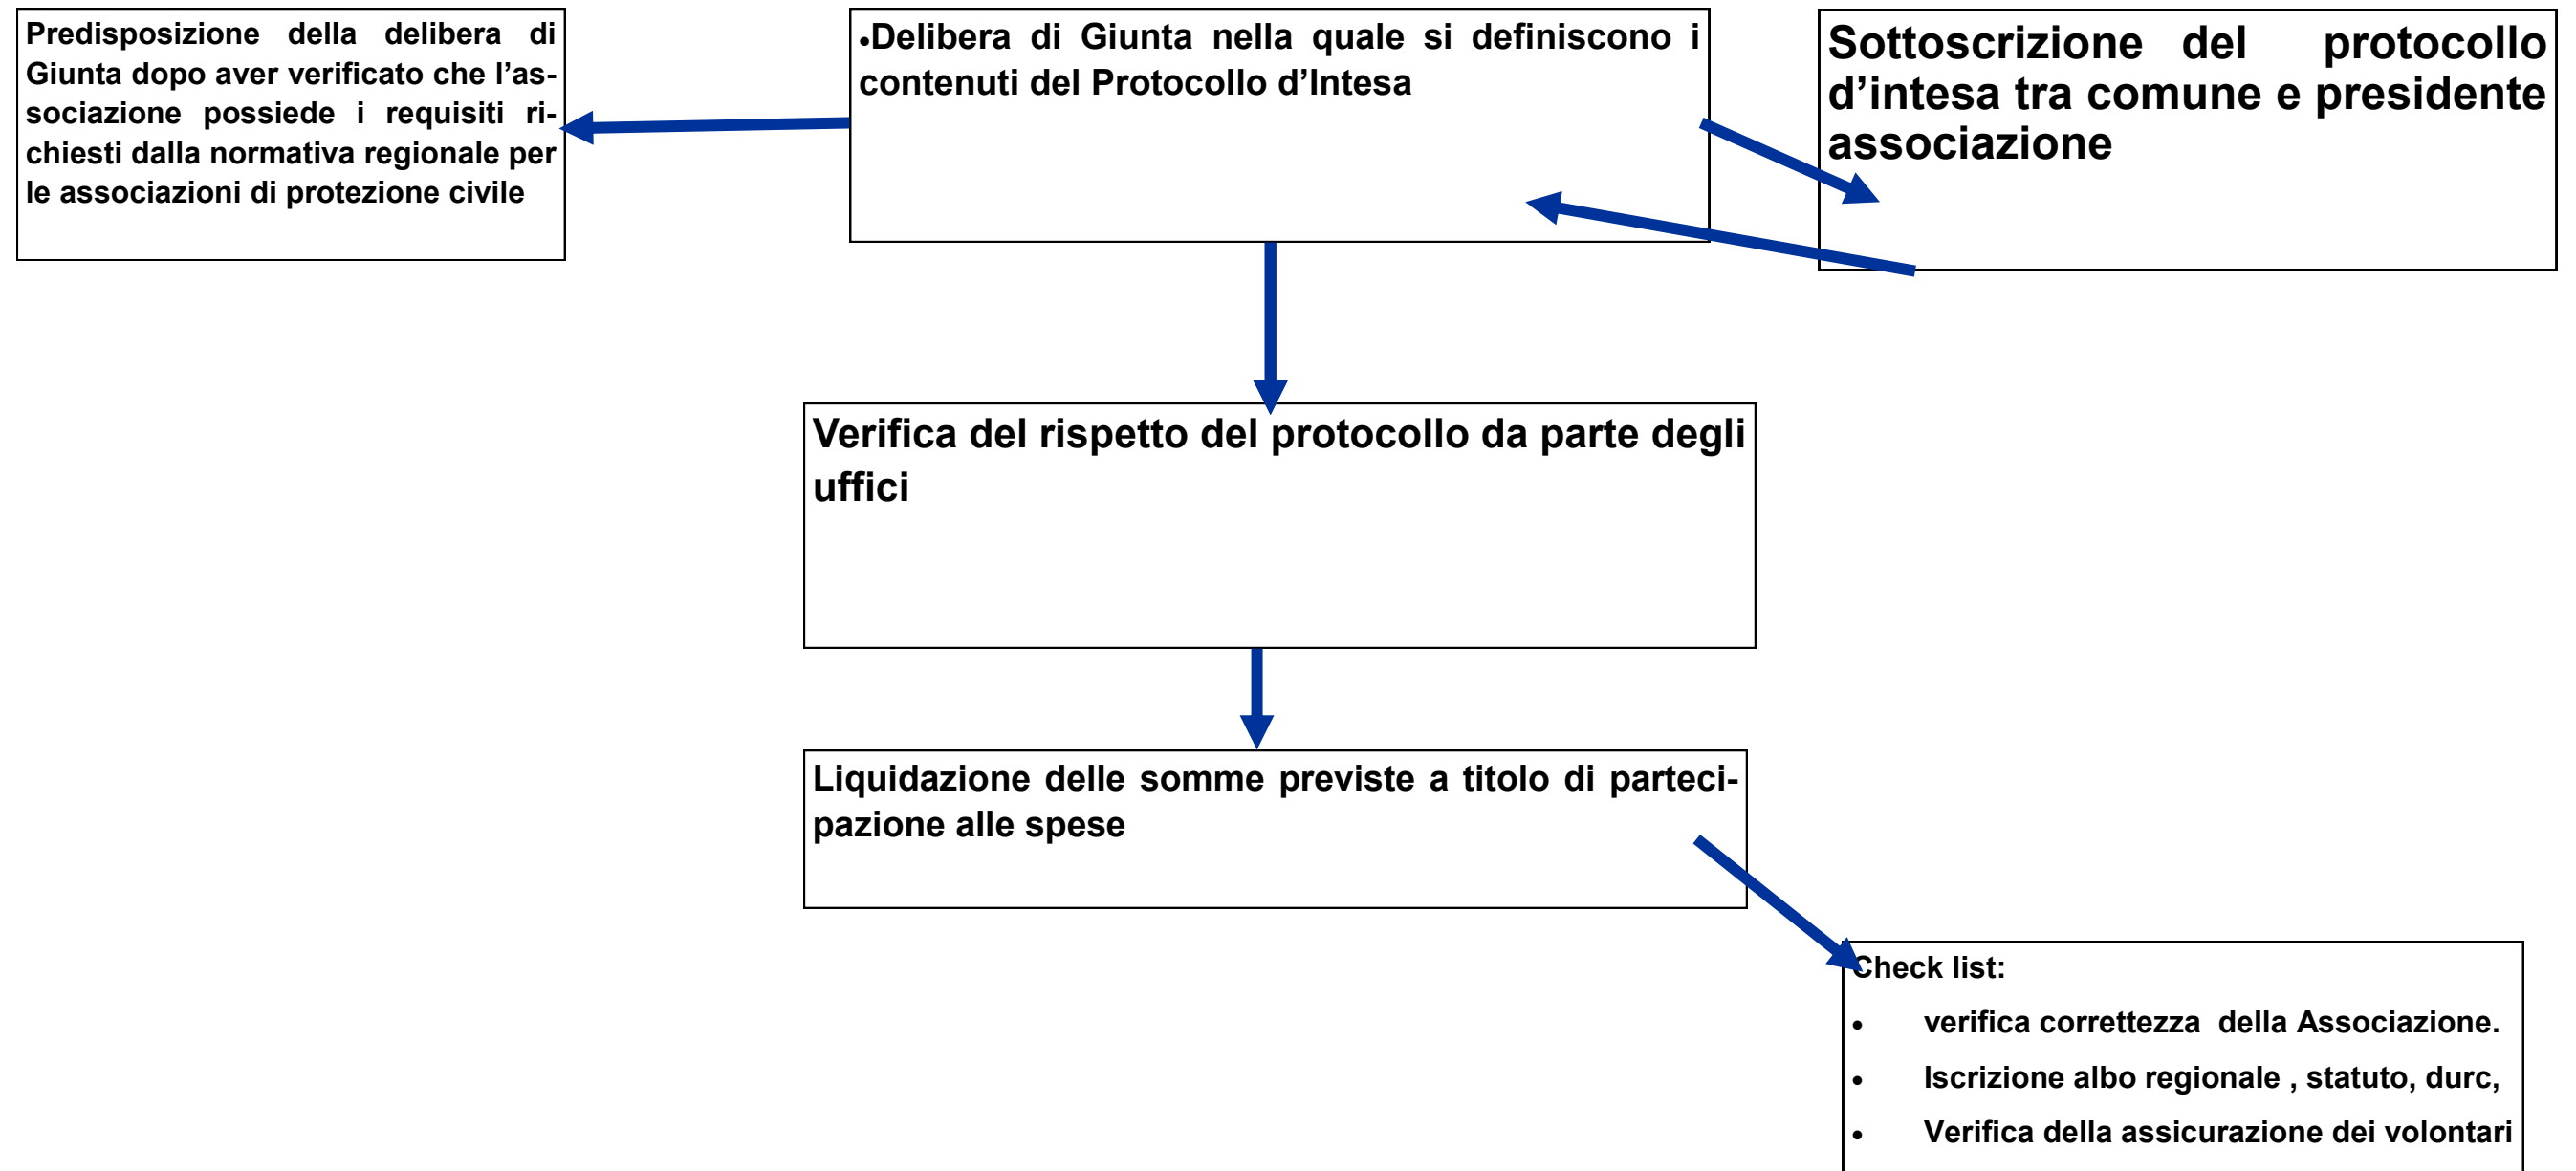 Predisposizione della delibera di
Giunta dopo aver verificato che l’as-
sociazione possiede i requisiti ri-
chiesti dalla normativa regionale per
le associazioni di protezione civile
•Delibera di Giunta nella quale si definiscono i
contenuti del Protocollo d’Intesa
Sottoscrizione del protocollo
d’intesa tra comune e presidente
associazione
Verifica del rispetto del protocollo da parte degli
uffici
Liquidazione delle somme previste a titolo di parteci-
pazione alle spese
Check list:
• verifica correttezza della Associazione.
• Iscrizione albo regionale , statuto, durc,
• Verifica della assicurazione dei volontari